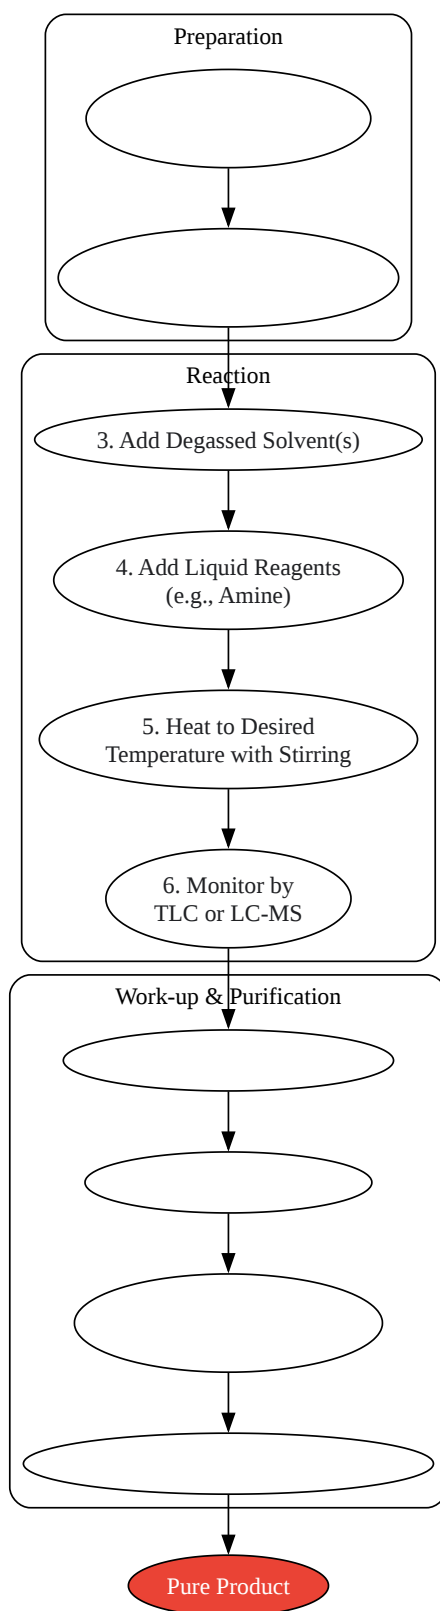 Preparation
Reaction
3. Add Degassed Solvent(s)
4. Add Liquid Reagents
(e.g., Amine)
5. Heat to Desired
Temperature with Stirring
6. Monitor by
TLC or LC-MS
Work-up & Purification
Pure Product